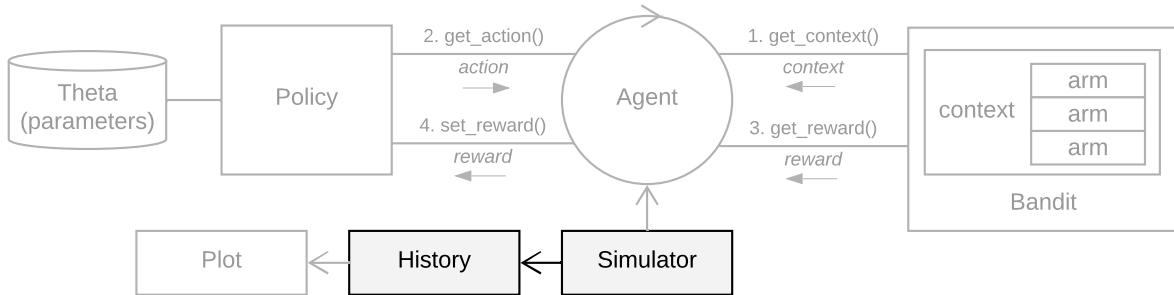 2. get_action()
1. get_context()
action
context
Theta
(parameters)
Policy
Agent
context
arm
arm
arm
4. set_reward()
3. get_reward()
reward
reward
Bandit
Plot
History
Simulator